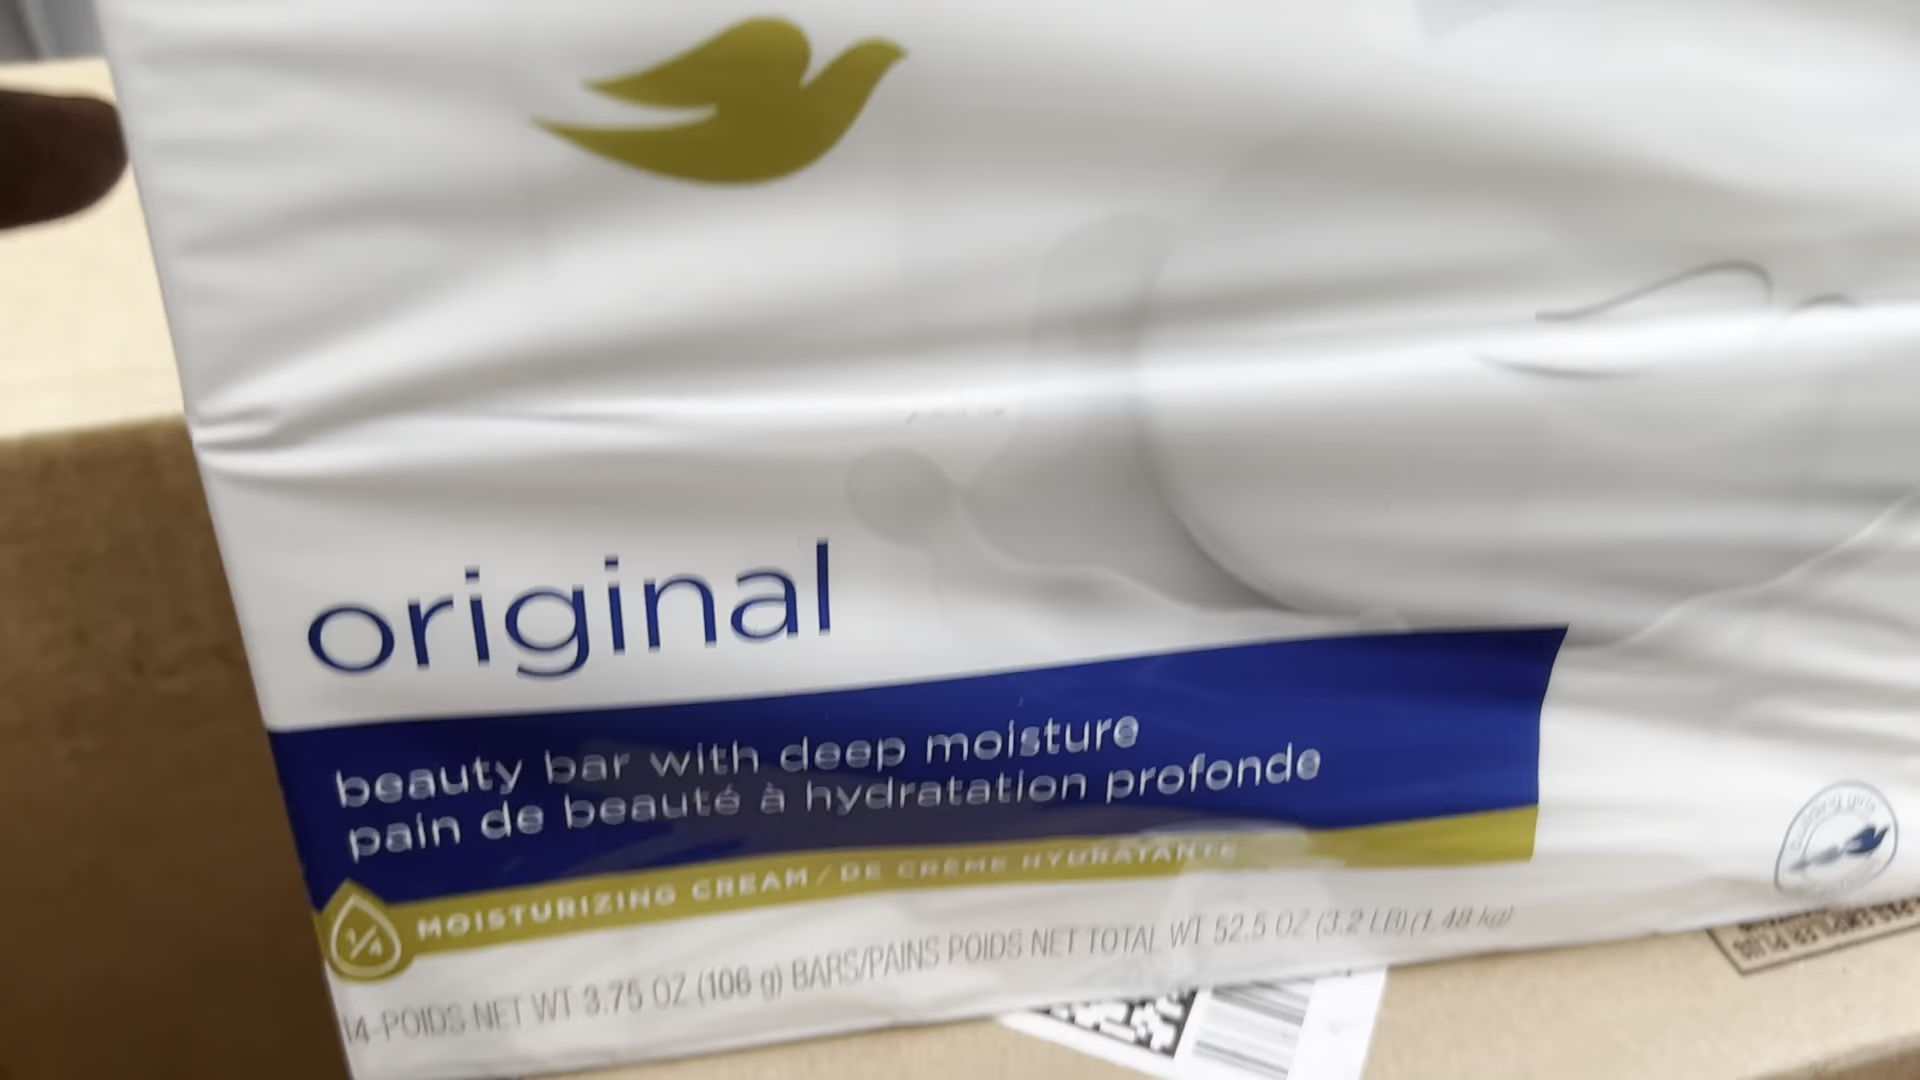 original
beauty bar with deep moisture
pain de beauté à hydratation profonde
1/4 MOISTURIZING CREAM / DE CRÈME HYDRATANTE
14-POIDS NET WT 3.75 OZ (106 g) BARS/PAINS POIDS NET TOTAL WT 52.5 OZ (3.2 LB) (1.48 kg)